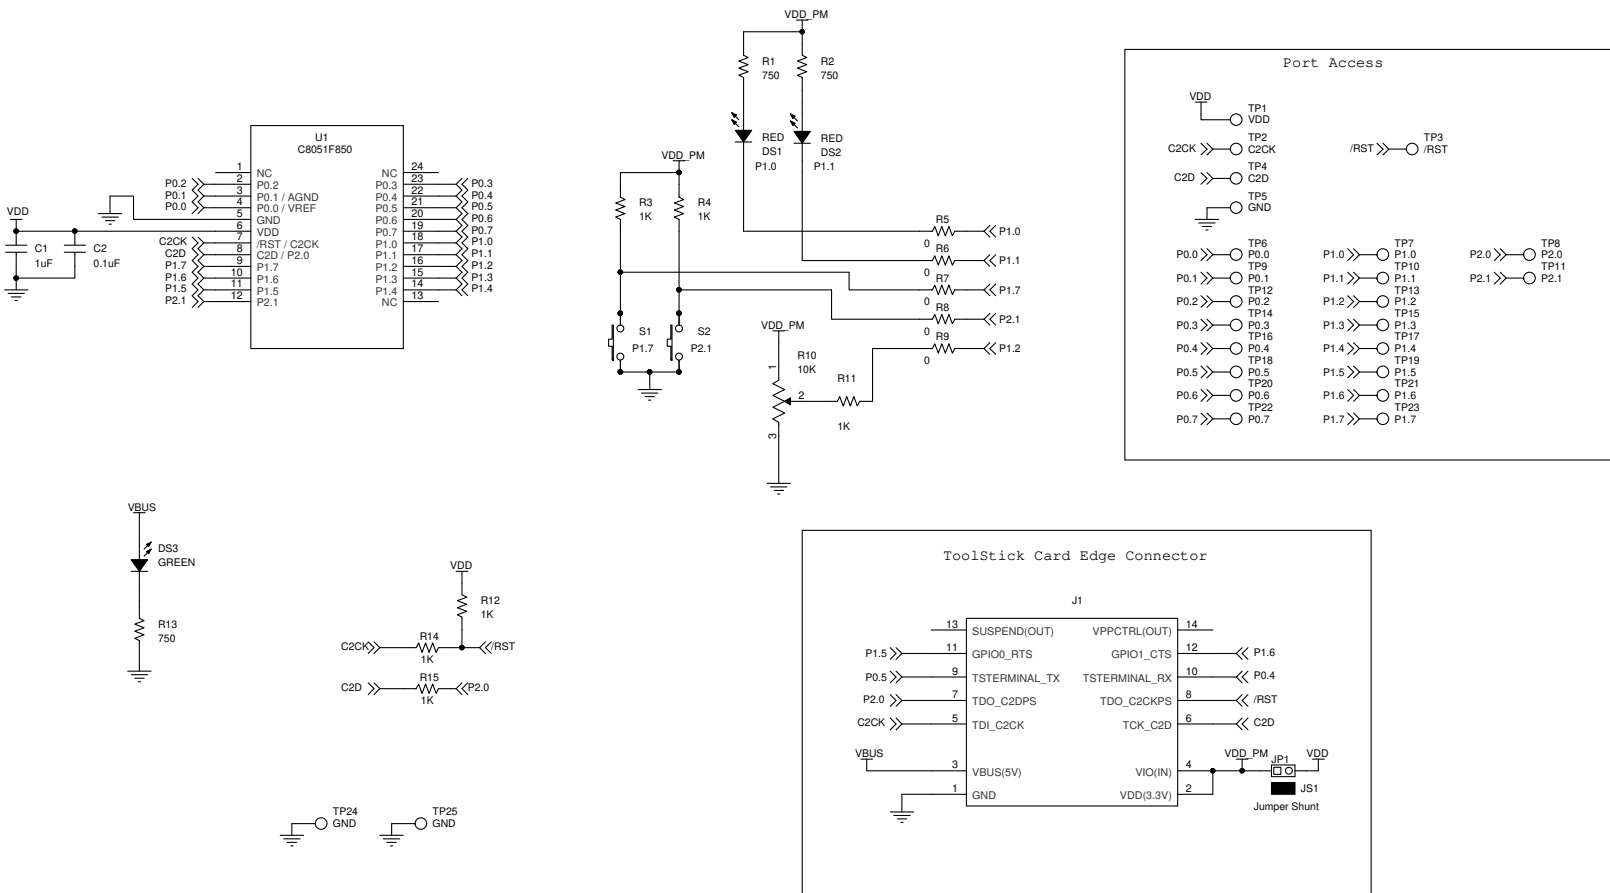 U1
C8051F850
1 NC
2 P0.2
3 P0.1 / AGND
4 P0.0 / VREF
5 GND
6 VDD
7 /RST / C2CK
8 C2D / P2.0
9 P1.7
10 P1.6
11 P1.5
12 P2.1
NC 24
P0.3 23
P0.4 22
P0.5 21
P0.6 20
P0.7 19
P1.0 18
P1.1 17
P1.2 16
P1.3 15
P1.4 14
NC 13
P0.2
P0.1
P0.0
C2CK
C2D
P1.7
P1.6
P1.5
P2.1
P0.3
P0.4
P0.5
P0.6
P0.7
P1.0
P1.1
P1.2
P1.3
P1.4
VDD
C1
1uF
C2
0.1uF
VDD_PM
R1
750
R2
750
RED
DS1
P1.0
RED
DS2
P1.1
VDD_PM
R3
1K
R4
1K
S1
P1.7
S2
P2.1
R5
0
P1.0
R6
0
P1.1
R7
0
P1.7
R8
0
P2.1
R9
0
P1.2
VDD_PM
R10
10K
1
2
3
R11
1K
Port Access
VDD
TP1
VDD
C2CK
TP2
C2CK
/RST
TP3
/RST
C2D
TP4
C2D
TP5
GND
P0.0
TP6
P0.0
P1.0
TP7
P1.0
P2.0
TP8
P2.0
P0.1
TP9
P0.1
P1.1
TP10
P1.1
P2.1
TP11
P2.1
P0.2
TP12
P0.2
P1.2
TP13
P1.2
P0.3
TP14
P0.3
P1.3
TP15
P1.3
P0.4
TP16
P0.4
P1.4
TP17
P1.4
P0.5
TP18
P0.5
P1.5
TP19
P1.5
P0.6
TP20
P0.6
P1.6
TP21
P1.6
P0.7
TP22
P0.7
P1.7
TP23
P1.7
VBUS
DS3
GREEN
R13
750
VDD
R12
1K
C2CK
R14
1K
/RST
C2D
R15
1K
P2.0
TP24
GND
TP25
GND
ToolStick Card Edge Connector
J1
13 SUSPEND(OUT)
VPPCTRL(OUT) 14
P1.5 11 GPIO0_RTS
GPIO1_CTS 12 P1.6
P0.5 9 TSTERMINAL_TX
TSTERMINAL_RX 10 P0.4
P2.0 7 TDO_C2DPS
TDO_C2CKPS 8 /RST
C2CK 5 TDI_C2CK
TCK_C2D 6 C2D
VBUS
3 VBUS(5V)
VIO(IN) 4
1 GND
VDD(3.3V) 2
VDD_PM
JP1
VDD
JS1
Jumper Shunt